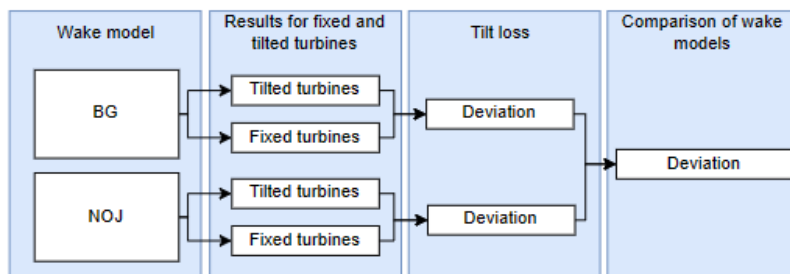 Wake model
Results for fixed and
tilted turbines
Tilt loss
Comparison of wake
models
BG
Tilted turbines
Fixed turbines
Deviation
Deviation
NOJ
Tilted turbines
Fixed turbines
Deviation